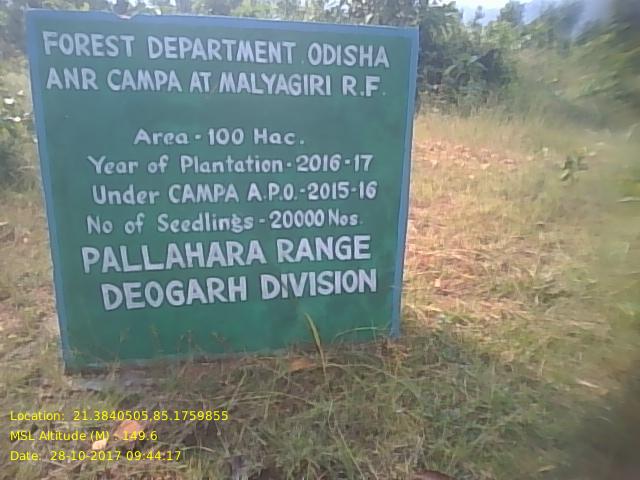 FOREST DEPARTMENT ODISHA
ANR CAMPA AT MALYAGIRI R.F.
Area - 100 Hac.
Year of Plantation - 2016-17
Under CAMPA A.P.O. - 2015-16
No of Seedlings - 20000 Nos.
PALLAHARA RANGE
DEOGARH DIVISION
Location: 21.3840505,85.1759855
MSL Altitude (M) : 149.6
Date: 28-10-2017 09:44:17